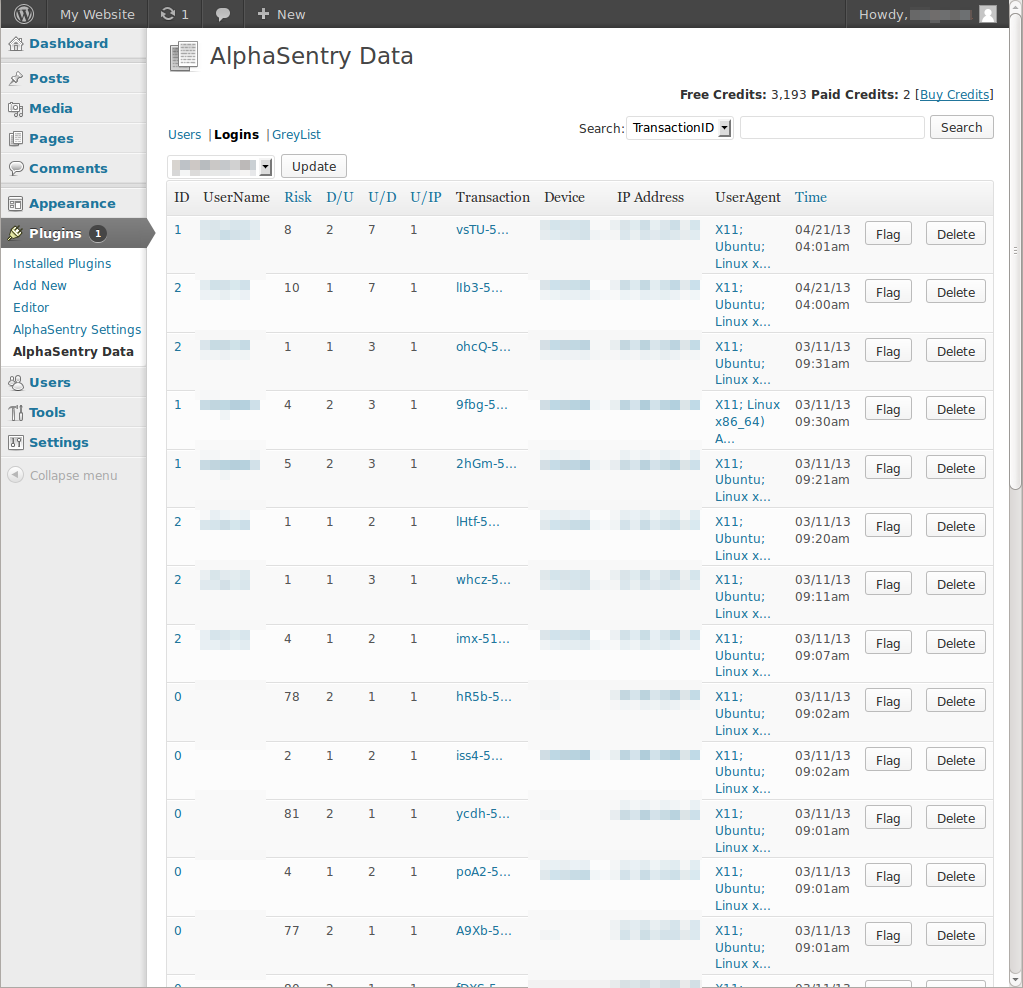 My Website 1 New Howdy,
Dashboard
Posts
Media
Pages
Comments
Appearance
Plugins 1
Installed Plugins
Add New
Editor
AlphaSentry Settings
AlphaSentry Data
Users
Tools
Settings
Collapse menu
AlphaSentry Data
Free Credits: 3,193 Paid Credits: 2 [Buy Credits]
Users | Logins | GreyList
Search: TransactionID Search
Update
ID UserName Risk D/U U/D U/IP Transaction Device IP Address UserAgent Time
1 8 2 7 1 vsTU-5... X11; 04/21/13 Flag Delete
Ubuntu; 04:01am
Linux x...
2 10 1 7 1 lIb3-5... X11; 04/21/13 Flag Delete
Ubuntu; 04:00am
Linux x...
2 1 1 3 1 ohcQ-5... X11; 03/11/13 Flag Delete
Ubuntu; 09:31am
Linux x...
1 4 2 3 1 9fbg-5... X11; Linux 03/11/13 Flag Delete
x86_64) 09:30am
A...
1 5 2 3 1 2hGm-5... X11; 03/11/13 Flag Delete
Ubuntu; 09:21am
Linux x...
2 1 1 2 1 lHtf-5... X11; 03/11/13 Flag Delete
Ubuntu; 09:20am
Linux x...
2 1 1 3 1 whcz-5... X11; 03/11/13 Flag Delete
Ubuntu; 09:11am
Linux x...
2 4 1 2 1 imx-51... X11; 03/11/13 Flag Delete
Ubuntu; 09:07am
Linux x...
0 78 2 1 1 hR5b-5... X11; 03/11/13 Flag Delete
Ubuntu; 09:02am
Linux x...
0 2 1 2 1 iss4-5... X11; 03/11/13 Flag Delete
Ubuntu; 09:02am
Linux x...
0 81 2 1 1 ycdh-5... X11; 03/11/13 Flag Delete
Ubuntu; 09:01am
Linux x...
0 4 1 2 1 poA2-5... X11; 03/11/13 Flag Delete
Ubuntu; 09:01am
Linux x...
0 77 2 1 1 A9Xb-5... X11; 03/11/13 Flag Delete
Ubuntu; 09:01am
Linux x...